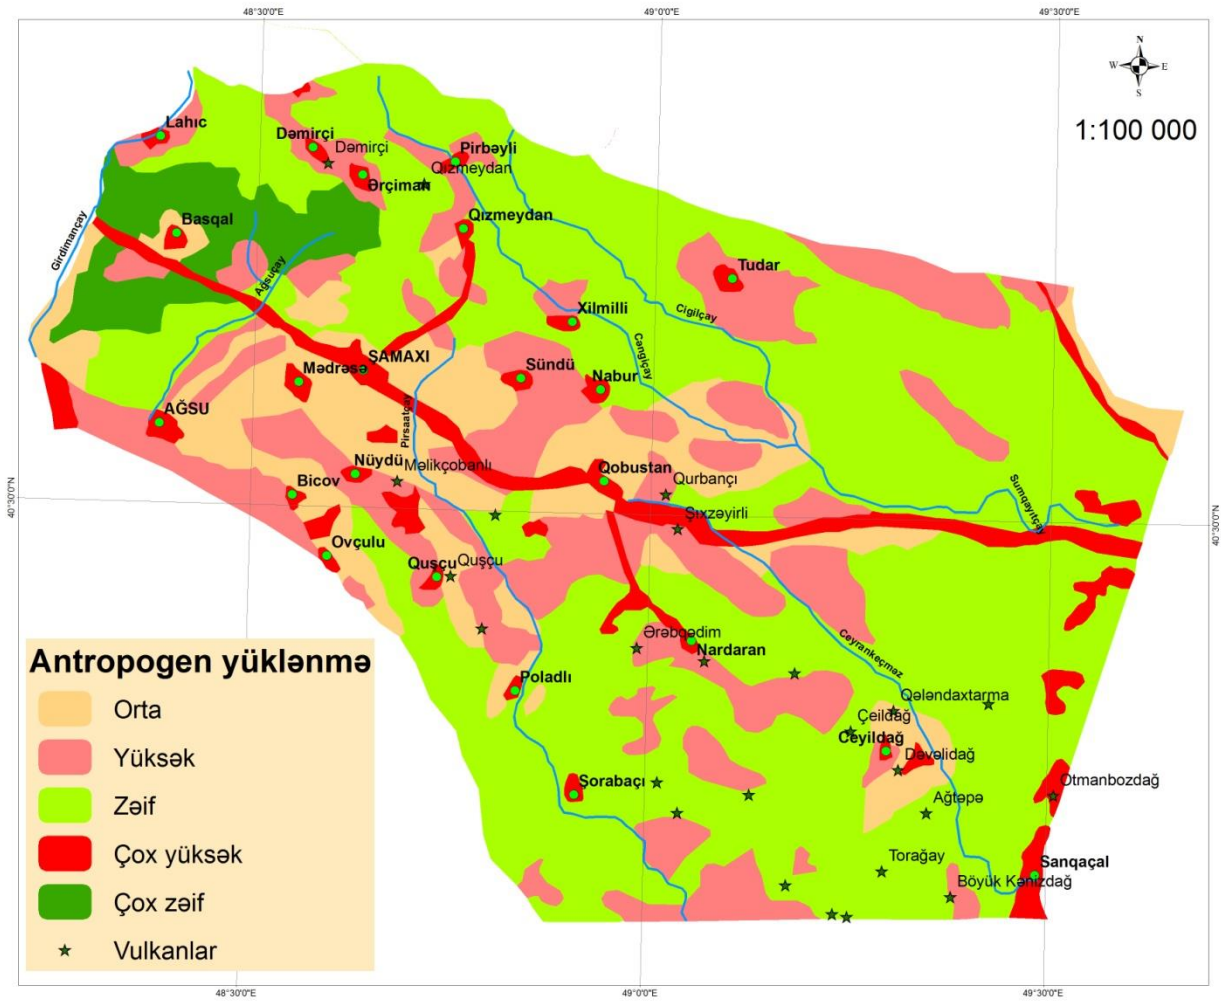 48°30'0"E
49°0'0"E
49°30'0"E
N
W
E
S
1:100 000
Lahıc
Dəmirçi
Dəmirçi
Pirbəyli
Qizmeydan
Ərçiman
Basqal
Qızmeydan
Girdimançay
Ağsuçay
Tudar
Xilmilli
Cigilçay
Cəngiçay
ŞAMAXI
Mədrəsə
Sündü
Nabur
AĞSU
Pirsaatçay
Nüydü
Məlikçobanlı
Qobustan
Qurbançı
Bicov
Sumqayıtçay
40°30'0"N
40°30'0"N
Şıxzəyirli
Ovçulu
Quşçu
Quşçu
Ərəbqədim
Nardaran
Ceyrankeçməz
Poladlı
Qələndaxtarma
Çeildağ
Ceyildağ
Dəvəlidağ
Şorabaçı
Otmanbozdağ
Ağtəpə
Torağay
Sanqaçal
Böyük Kənizdağ
Antropogen yüklənmə
Orta
Yüksək
Zəif
Çox yüksək
Çox zəif
Vulkanlar
48°30'0"E
49°0'0"E
49°30'0"E